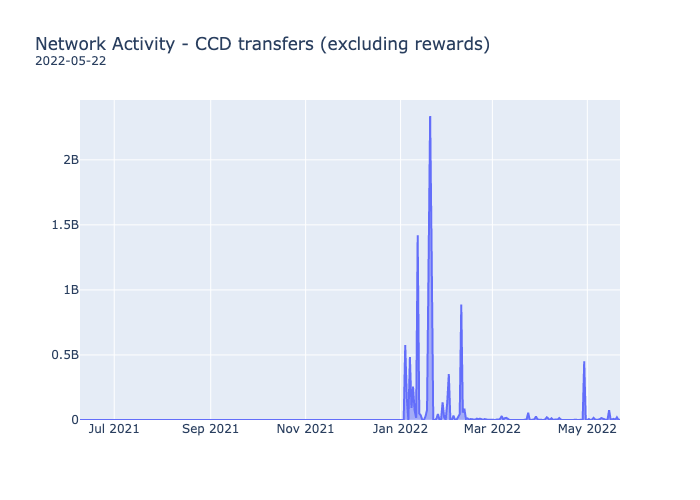 Network Activity - CCD transfers (excluding rewards)
2022-05-22
2B
1.5B
1B
0.5B
0
Jul 2021 Sep 2021 Nov 2021 Jan 2022 Mar 2022 May 2022